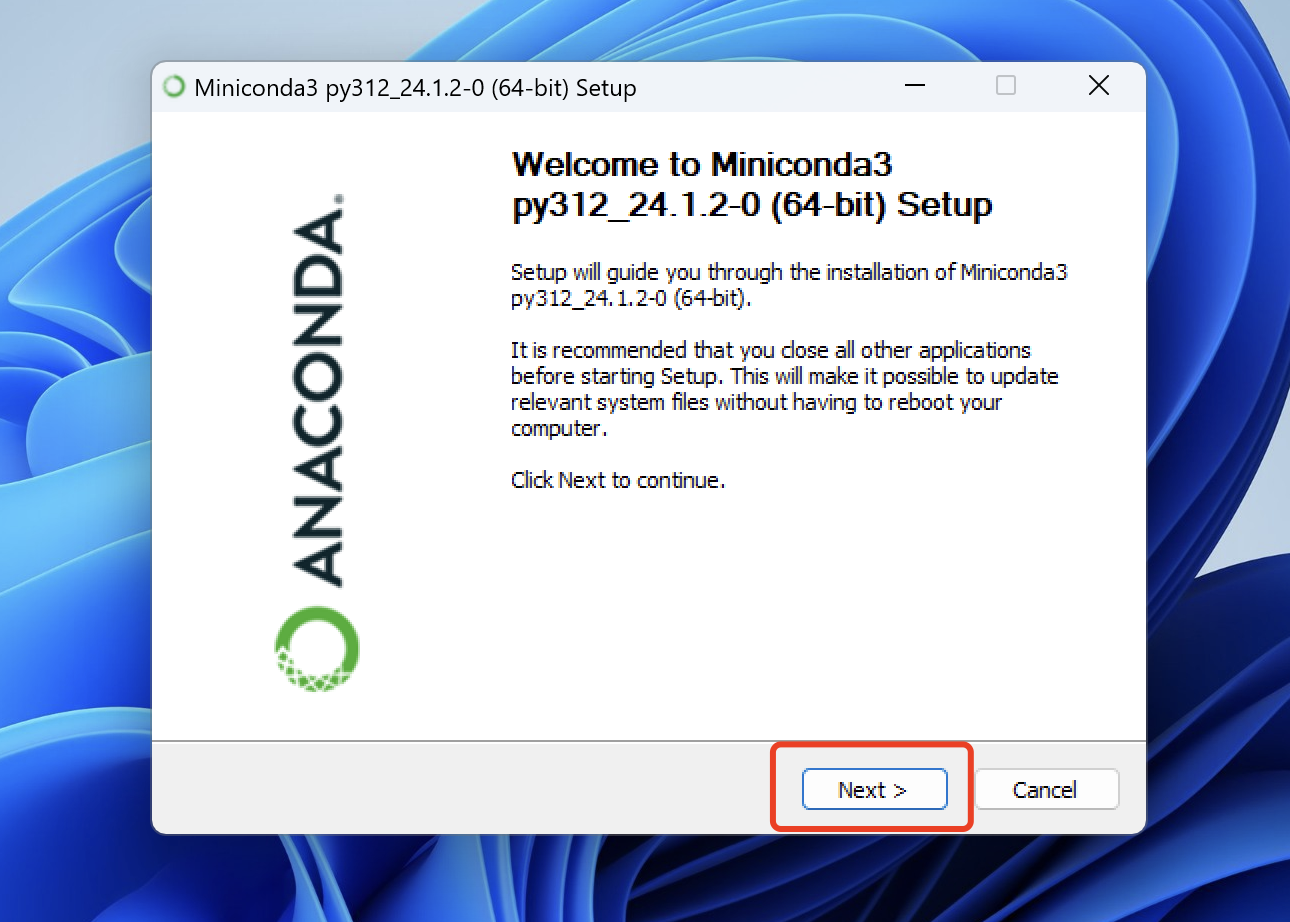 Miniconda3 py312_24.1.2-0 (64-bit) Setup
ANACONDA.
Welcome to Miniconda3
py312_24.1.2-0 (64-bit) Setup
Setup will guide you through the installation of Miniconda3
py312_24.1.2-0 (64-bit).
It is recommended that you close all other applications
before starting Setup. This will make it possible to update
relevant system files without having to reboot your
computer.
Click Next to continue.
Next >
Cancel